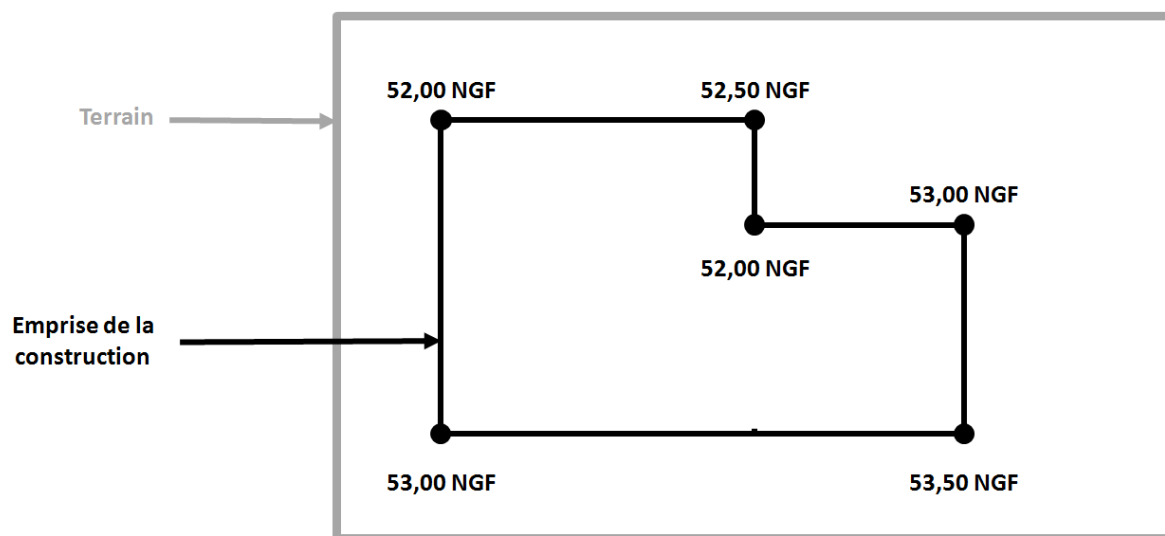 52,00 NGF
52,50 NGF
Terrain
53,00 NGF
52,00 NGF
Emprise de la
construction
53,00 NGF
53,50 NGF